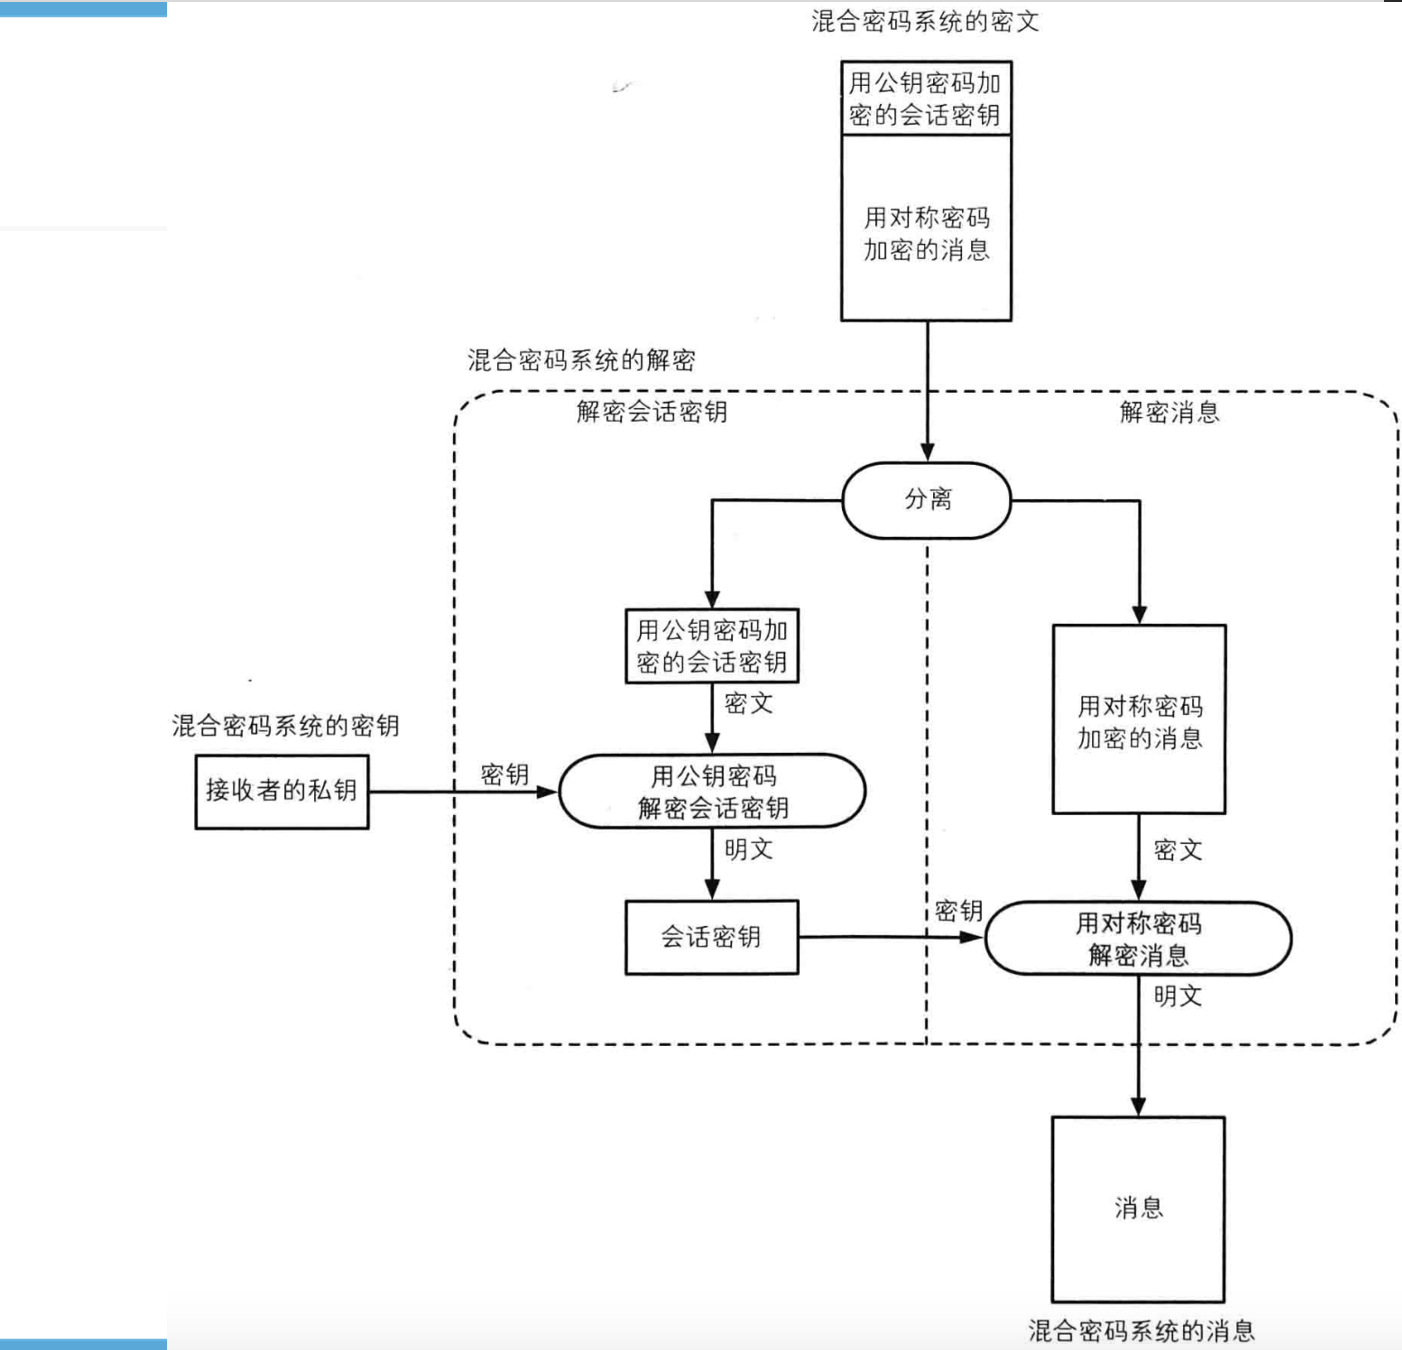 混合密码系统的密文
用公钥密码加
密的会话密钥
用对称密码
加密的消息
混合密码系统的解密
解密会话密钥
解密消息
分离
用公钥密码加
密的会话密钥
密文
用对称密码
加密的消息
混合密码系统的密钥
接收者的私钥
密钥
用公钥密码
解密会话密钥
明文
密文
会话密钥
密钥
用对称密码
解密消息
明文
消息
混合密码系统的消息